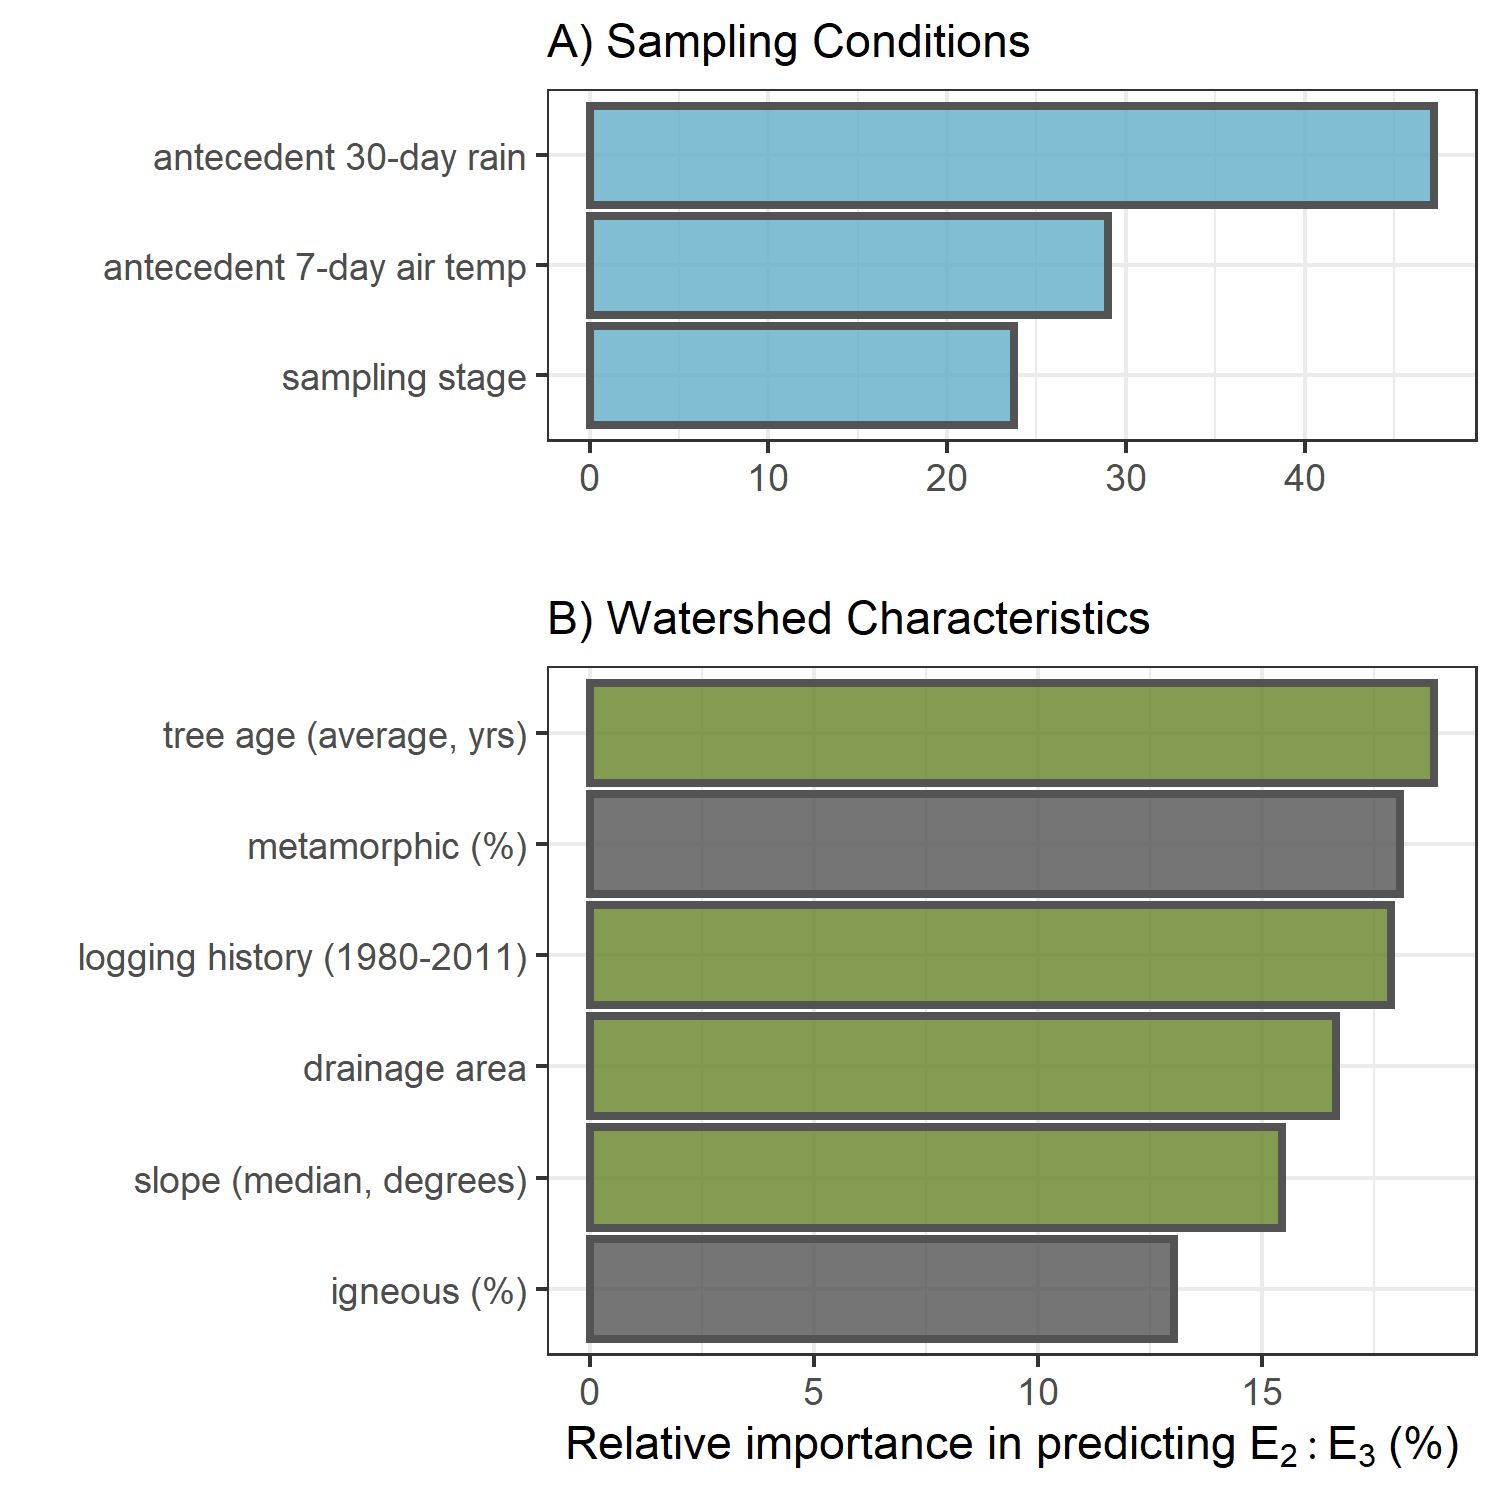 A) Sampling Conditions
antecedent 30-day rain
antecedent 7-day air temp
sampling stage
0 10 20 30 40
B) Watershed Characteristics
tree age (average, yrs)
metamorphic (%)
logging history (1980-2011)
drainage area
slope (median, degrees)
igneous (%)
0 5 10 15
Relative importance in predicting E₂ : E₃ (%)